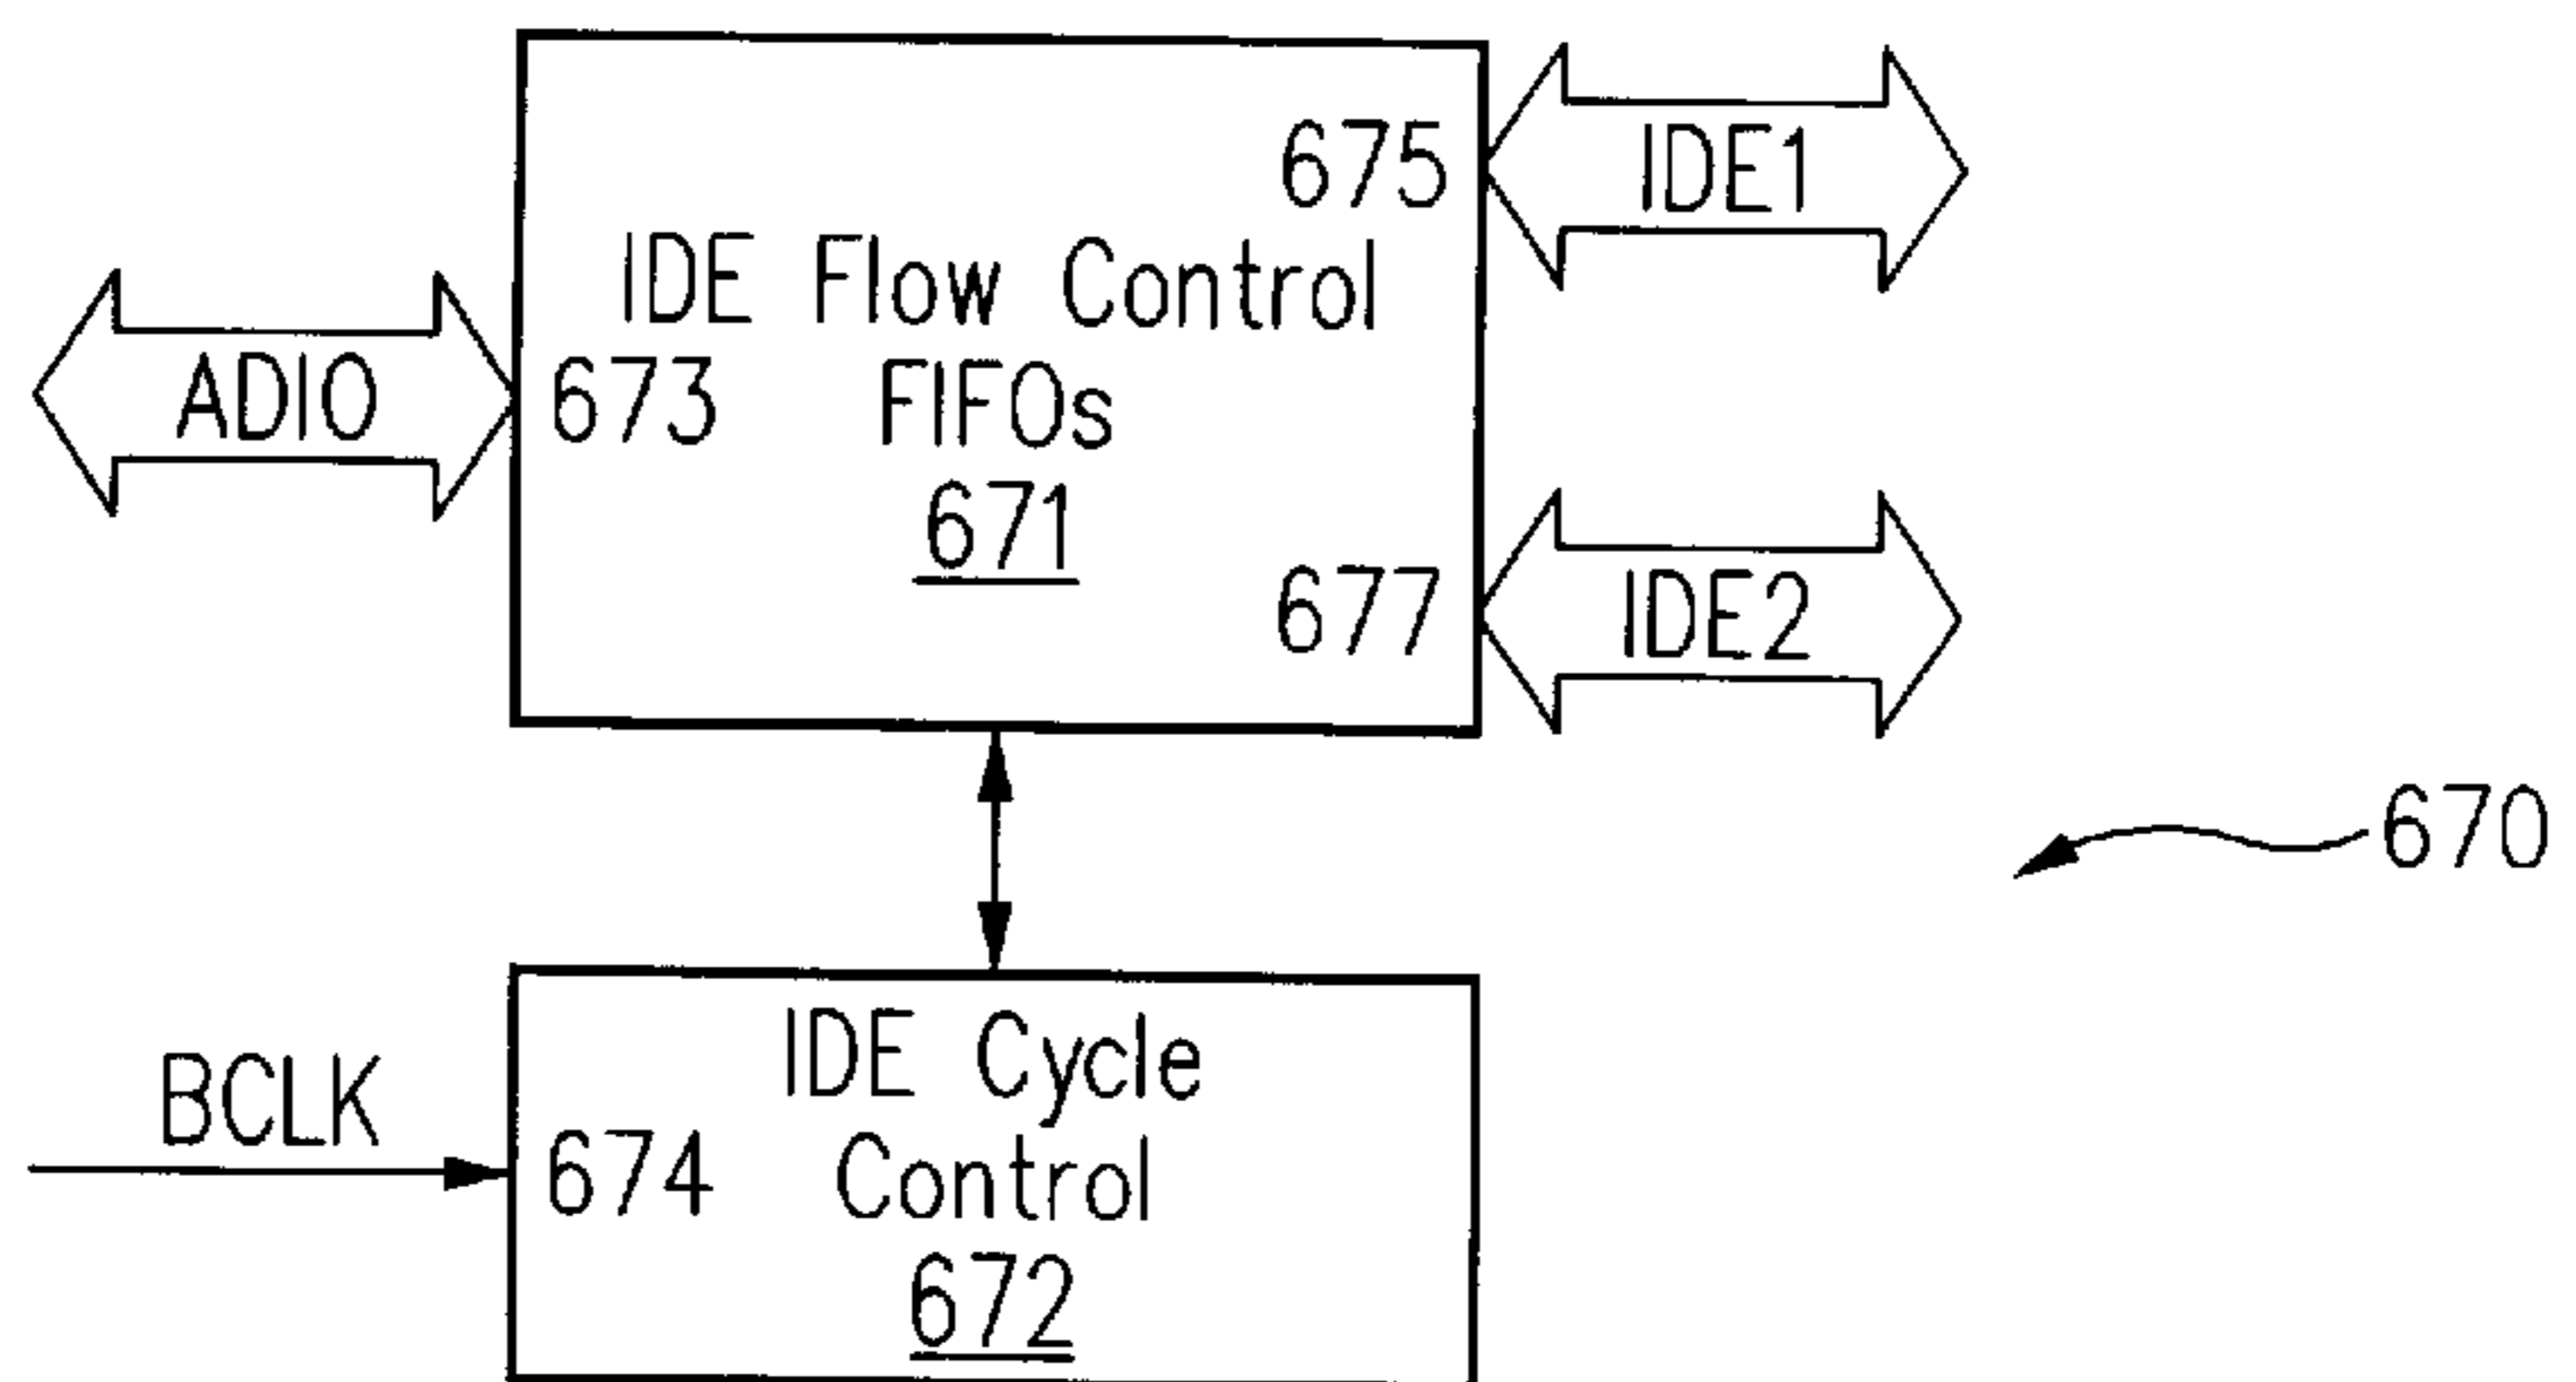 675
IDE1
IDE Flow Control
ADIO
673
FIFOs
671
677
IDE2
670
IDE Cycle
BCLK
674
Control
672